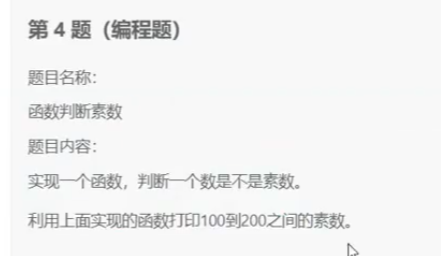 第 4 题（编程题）
题目名称：
函数判断素数
题目内容：
实现一个函数，判断一个数是不是素数。
利用上面实现的函数打印100到200之间的素数。